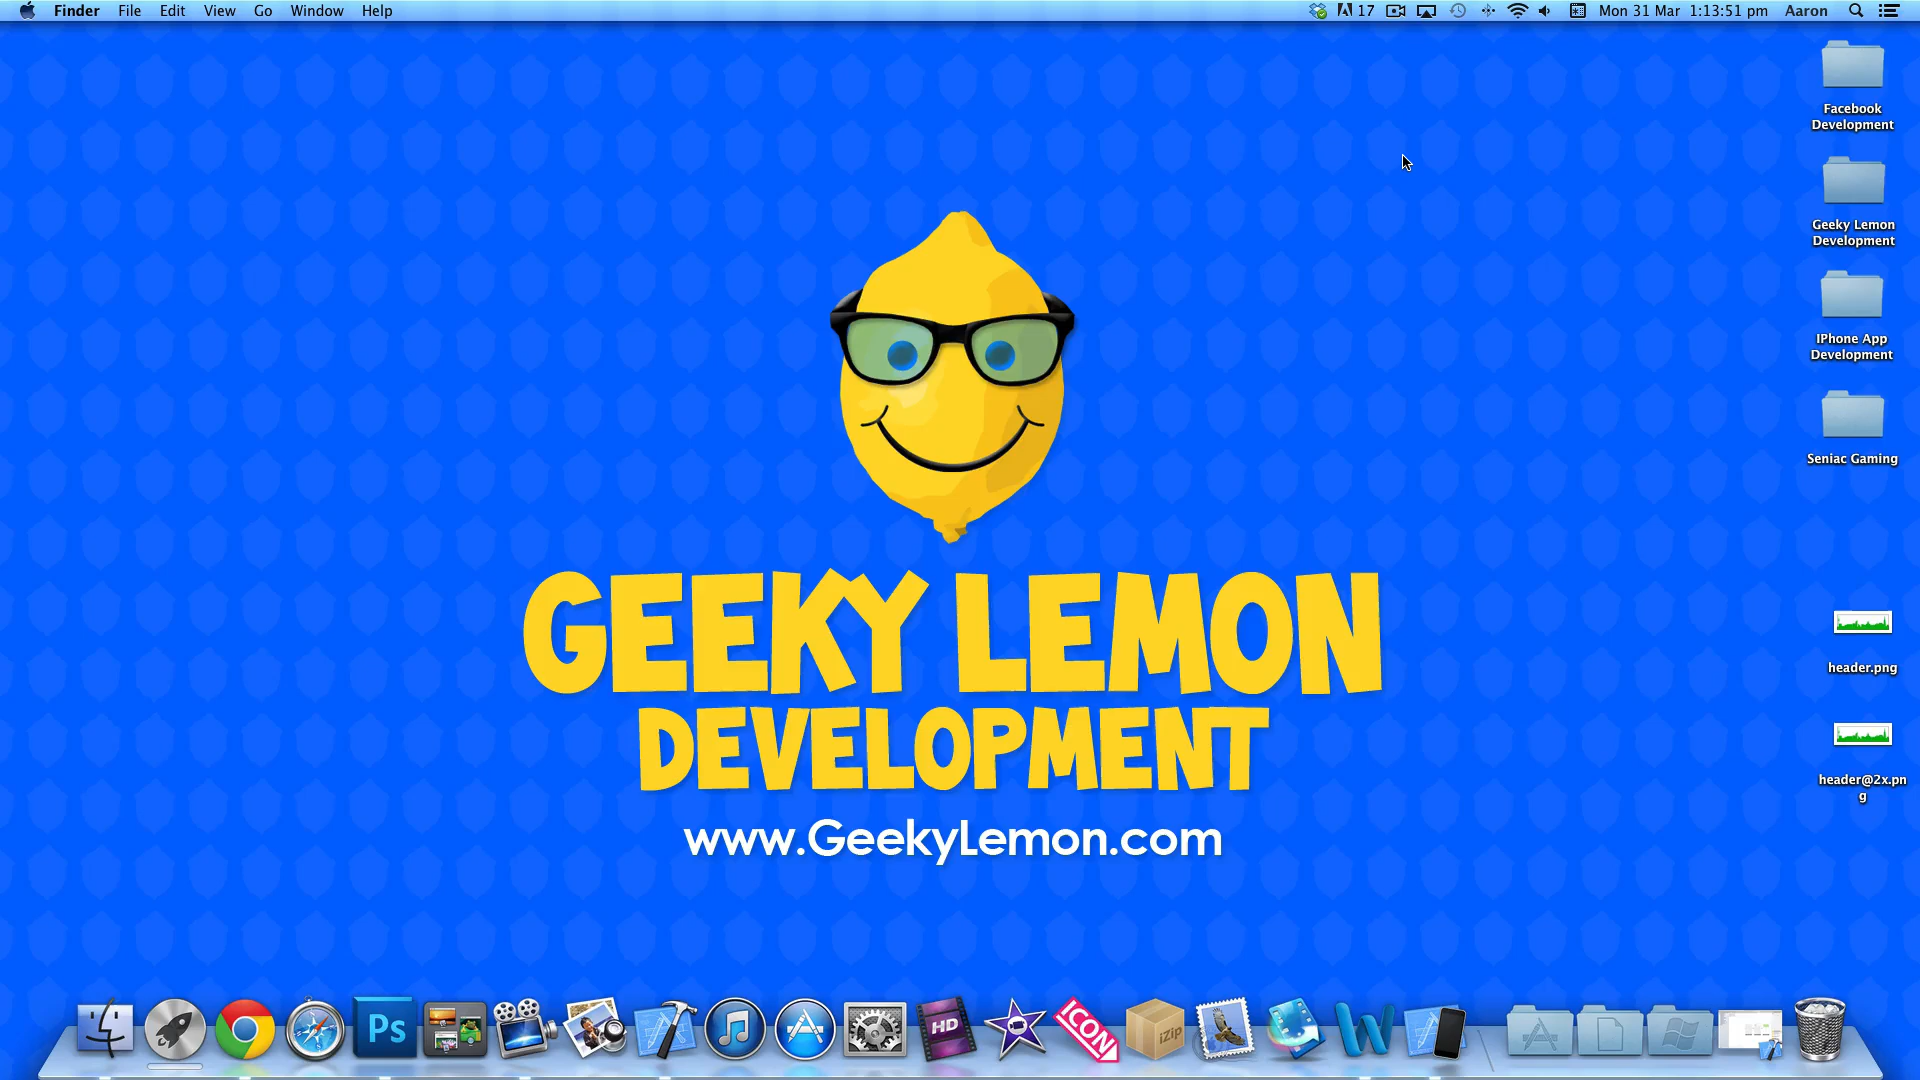 Finder File Edit View Go Window Help
17 Mon 31 Mar 1:13:51 pm Aaron
Facebook
Development
Geeky Lemon
Development
IPhone App
Development
Seniac Gaming
header.png
header@2x.pn
g
GEEKY LEMON
DEVELOPMENT
www.GeekyLemon.com
Ps
HD
ICON
iZip
W